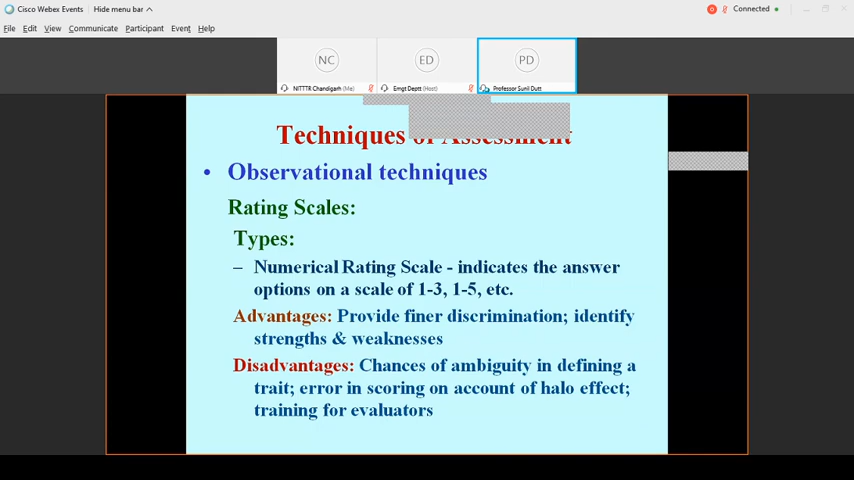 Cisco Webex Events Hide menu bar Connected
File Edit View Communicate Participant Event Help
NC ED PD
NITTTR Chandigarh (Me) Emgt Deptt (Host) Professor Sunil Dutt
Techniques of Assessment
• Observational techniques
Rating Scales:
Types:
– Numerical Rating Scale - indicates the answer
options on a scale of 1-3, 1-5, etc.
Advantages: Provide finer discrimination; identify
strengths & weaknesses
Disadvantages: Chances of ambiguity in defining a
trait; error in scoring on account of halo effect;
training for evaluators